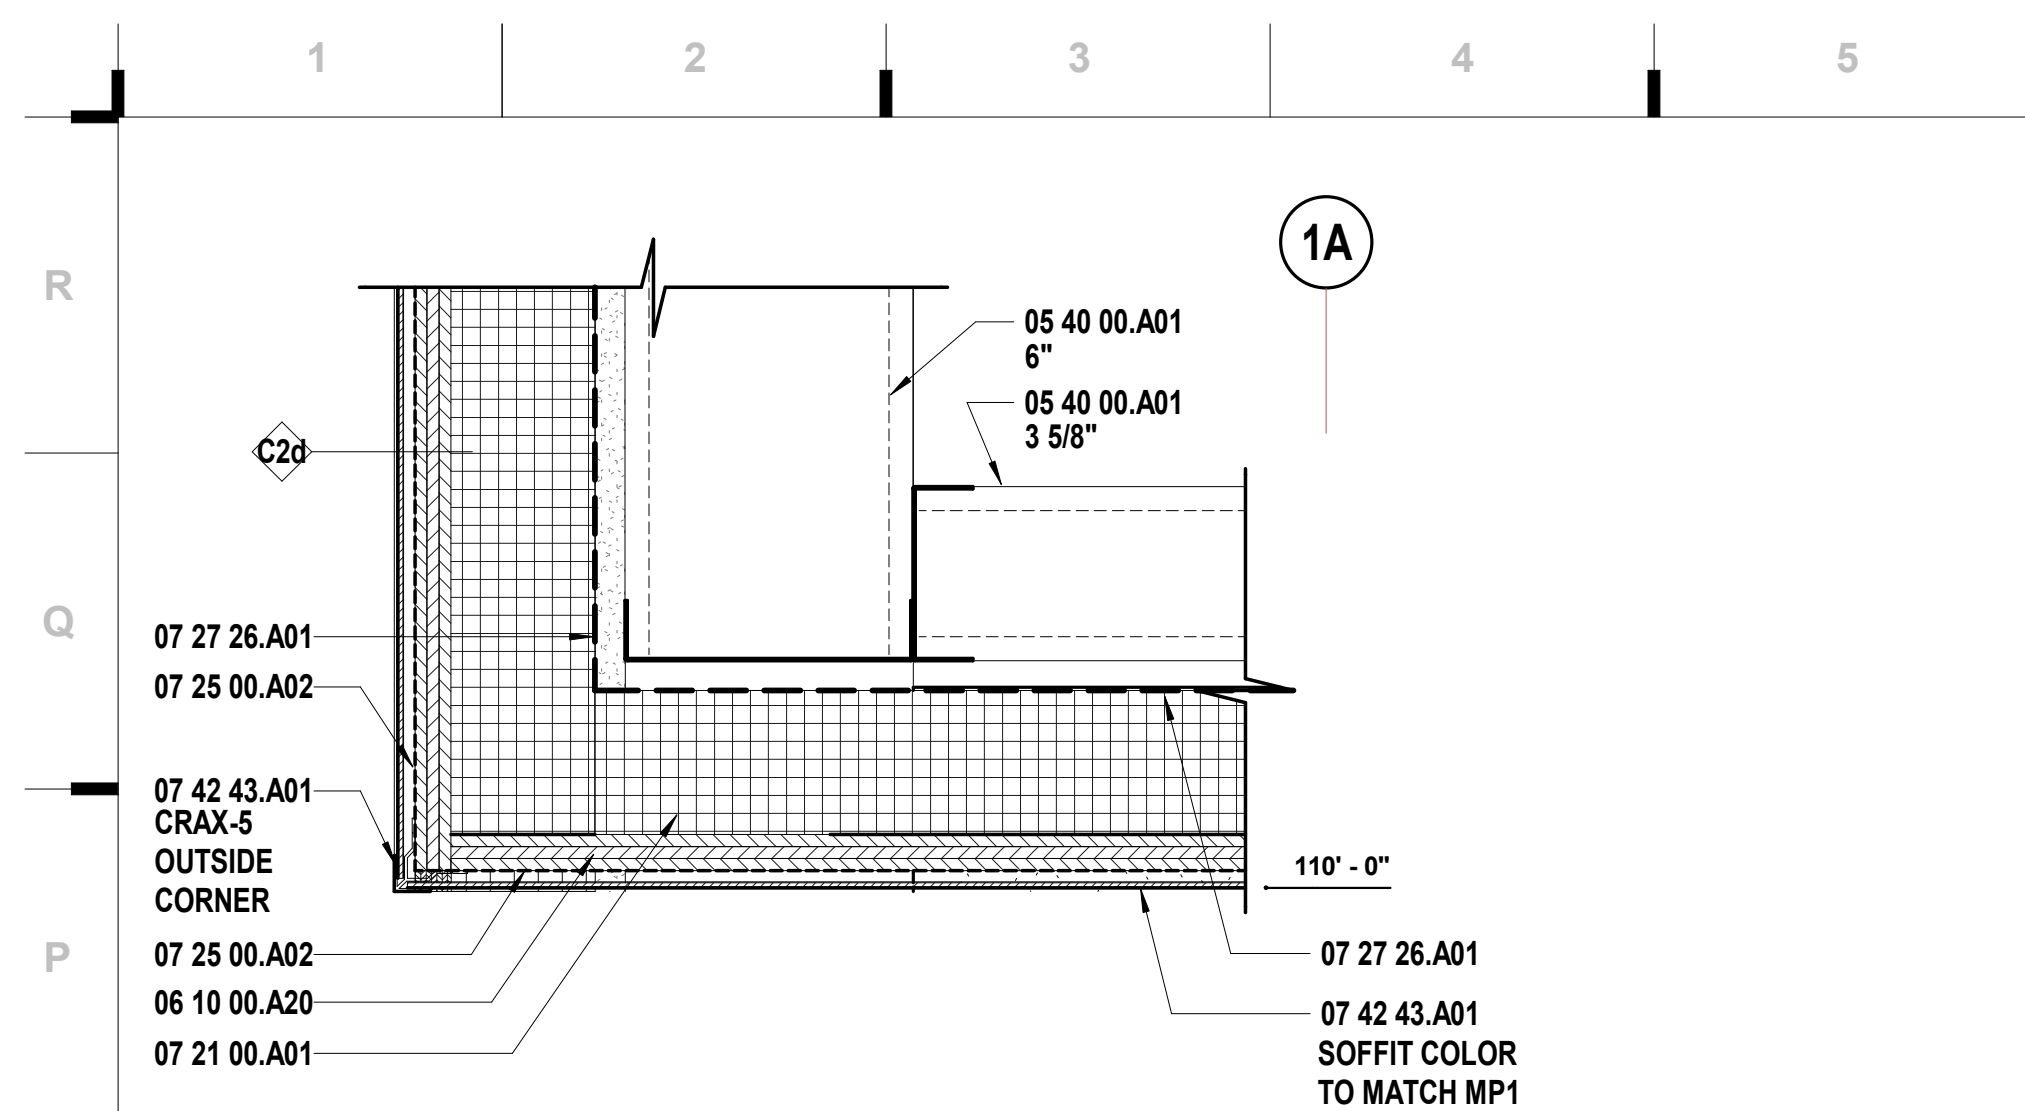 1 2 3 4 5
R
Q
P
1A
05 40 00.A01
6"
05 40 00.A01
3 5/8"
C2d
07 27 26.A01
07 25 00.A02
07 42 43.A01
CRAX-5
OUTSIDE
CORNER
07 25 00.A02
06 10 00.A20
07 21 00.A01
110' - 0"
07 27 26.A01
07 42 43.A01
SOFFIT COLOR
TO MATCH MP1